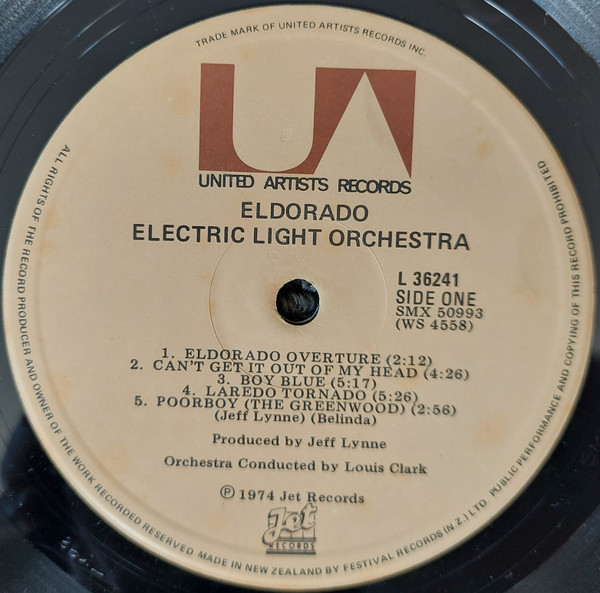 TRADE MARK OF UNITED ARTISTS RECORDS INC.
UA
UNITED ARTISTS RECORDS
ELDORADO
ELECTRIC LIGHT ORCHESTRA
L 36241
SIDE ONE
SMX 50993
(WS 4558)
1. ELDORADO OVERTURE (2:12)
2. CAN'T GET IT OUT OF MY HEAD (4:26)
3. BOY BLUE (5:17)
4. LAREDO TORNADO (5:26)
5. POORBOY (THE GREENWOOD) (2:56)
(Jeff Lynne) (Belinda)
Produced by Jeff Lynne
Orchestra Conducted by Louis Clark
Ⓟ 1974 Jet Records
Jet
RECORDS
ALL RIGHTS OF THE RECORD PRODUCER AND OWNER OF THE WORK RECORDED RESERVED. MADE IN NEW ZEALAND BY FESTIVAL RECORDS (N.Z.) LTD. PUBLIC PERFORMANCE AND COPYING OF THIS RECORD PROHIBITED